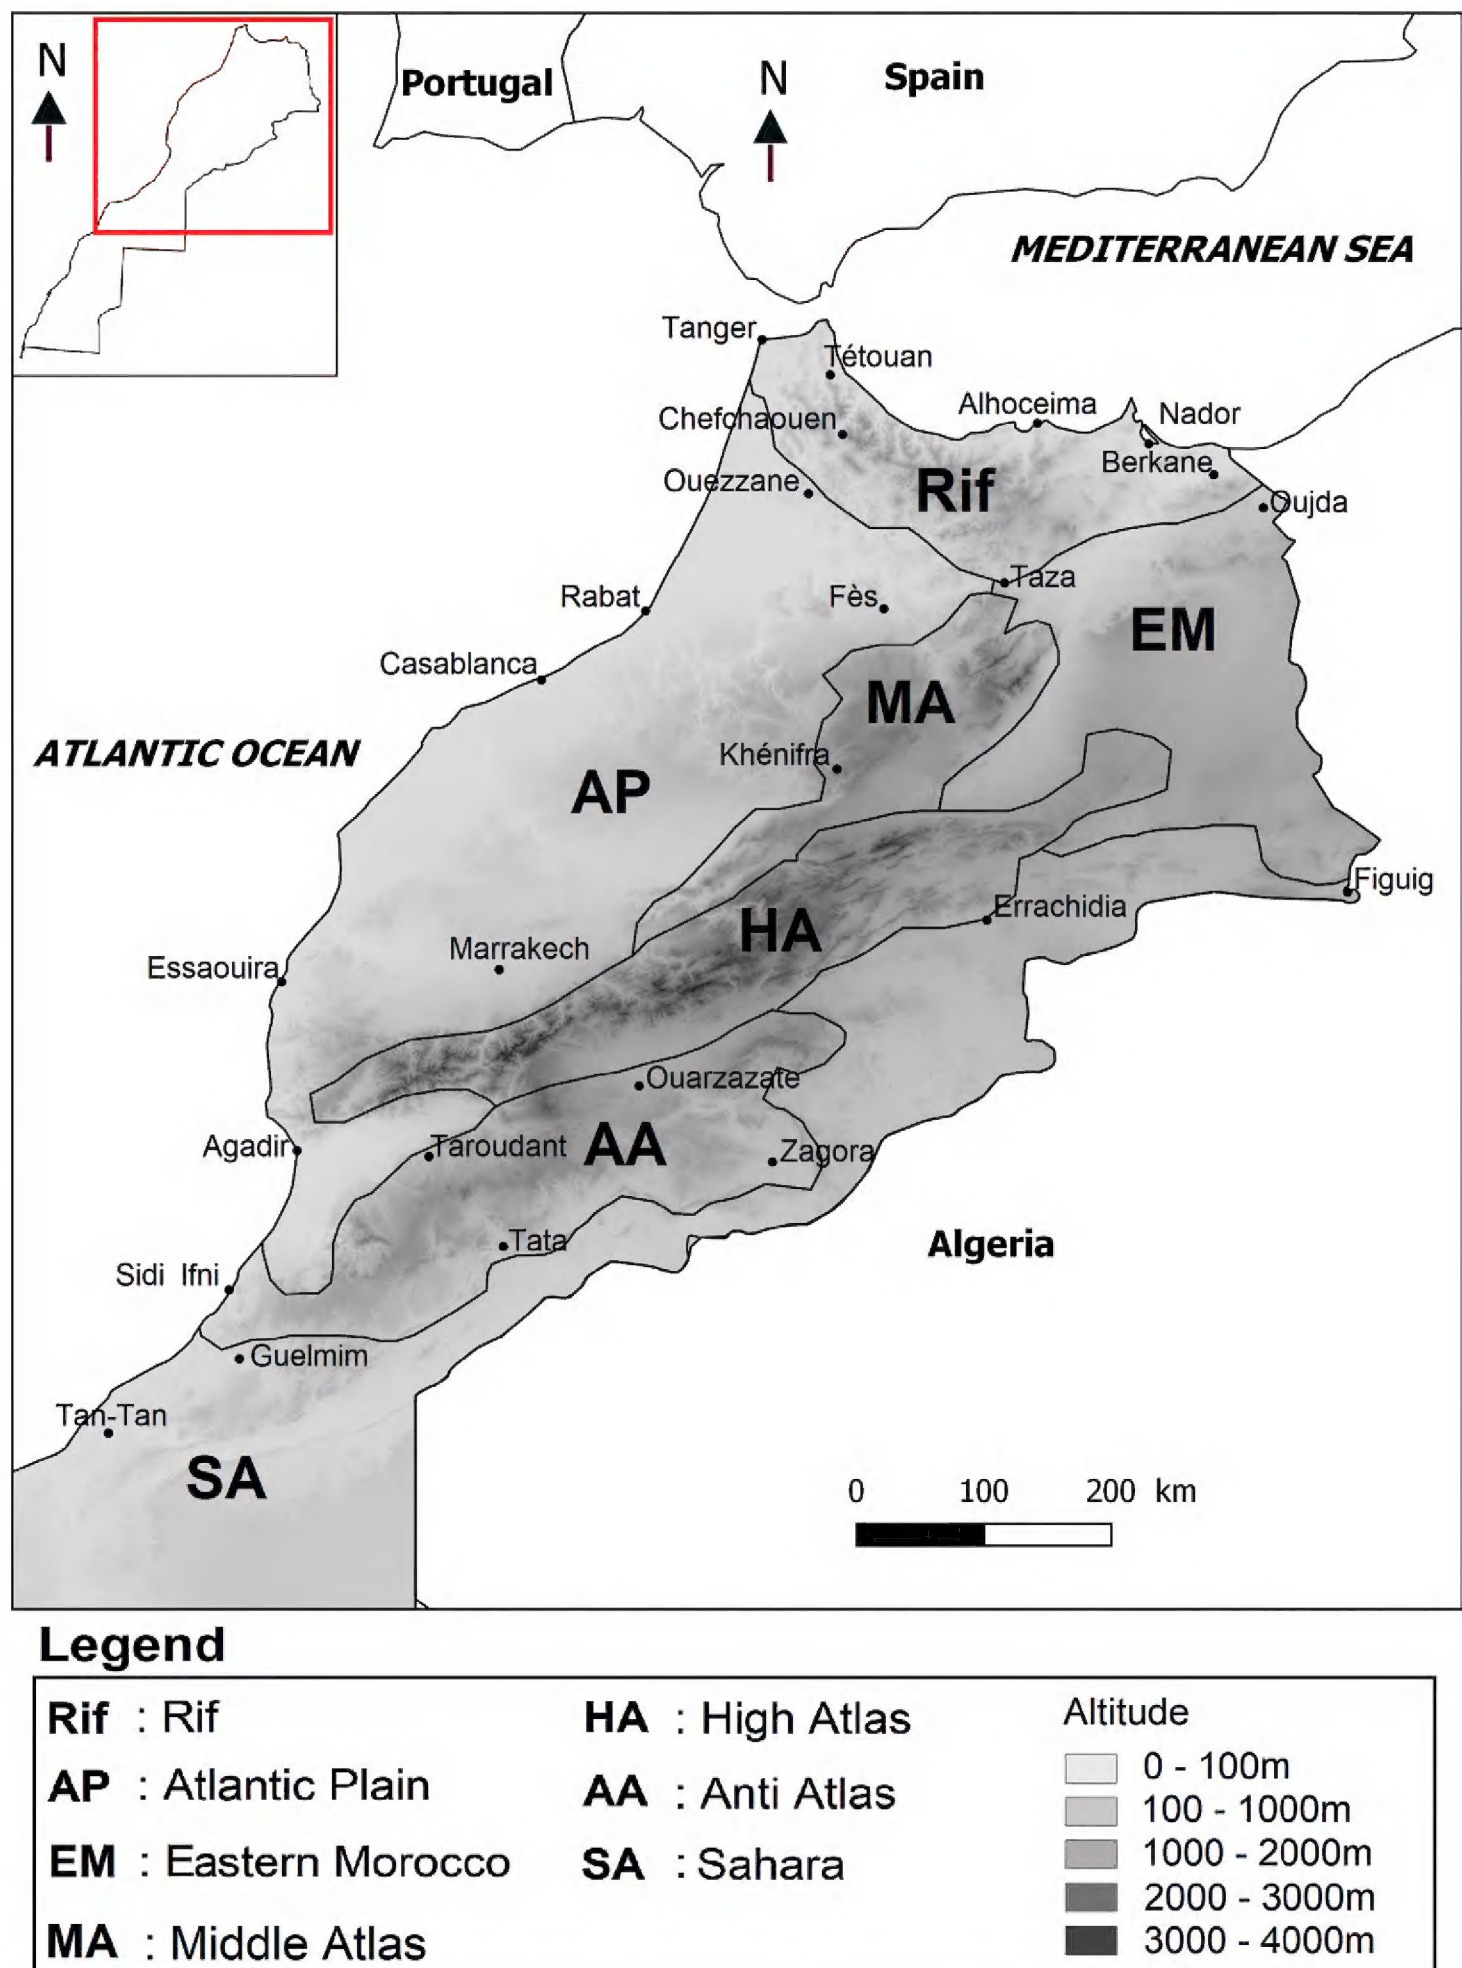 N
Portugal
N
Spain
MEDITERRANEAN SEA
Tanger
Tétouan
Alhoceima
Nador
Chefchaouen
Berkane
Ouezzane
Rif
Oujda
Taza
Rabat
Fès
EM
Casablanca
MA
ATLANTIC OCEAN
Khénifra
AP
Figuig
Errachidia
HA
Marrakech
Essaouira
Ouarzazate
Agadir
Taroudant
AA
Zagora
Tata
Algeria
Sidi Ifni
Guelmim
Tan-Tan
SA
0 100 200 km
Legend
Rif : Rif
AP : Atlantic Plain
EM : Eastern Morocco
MA : Middle Atlas
HA : High Atlas
AA : Anti Atlas
SA : Sahara
Altitude
0 - 100m
100 - 1000m
1000 - 2000m
2000 - 3000m
3000 - 4000m